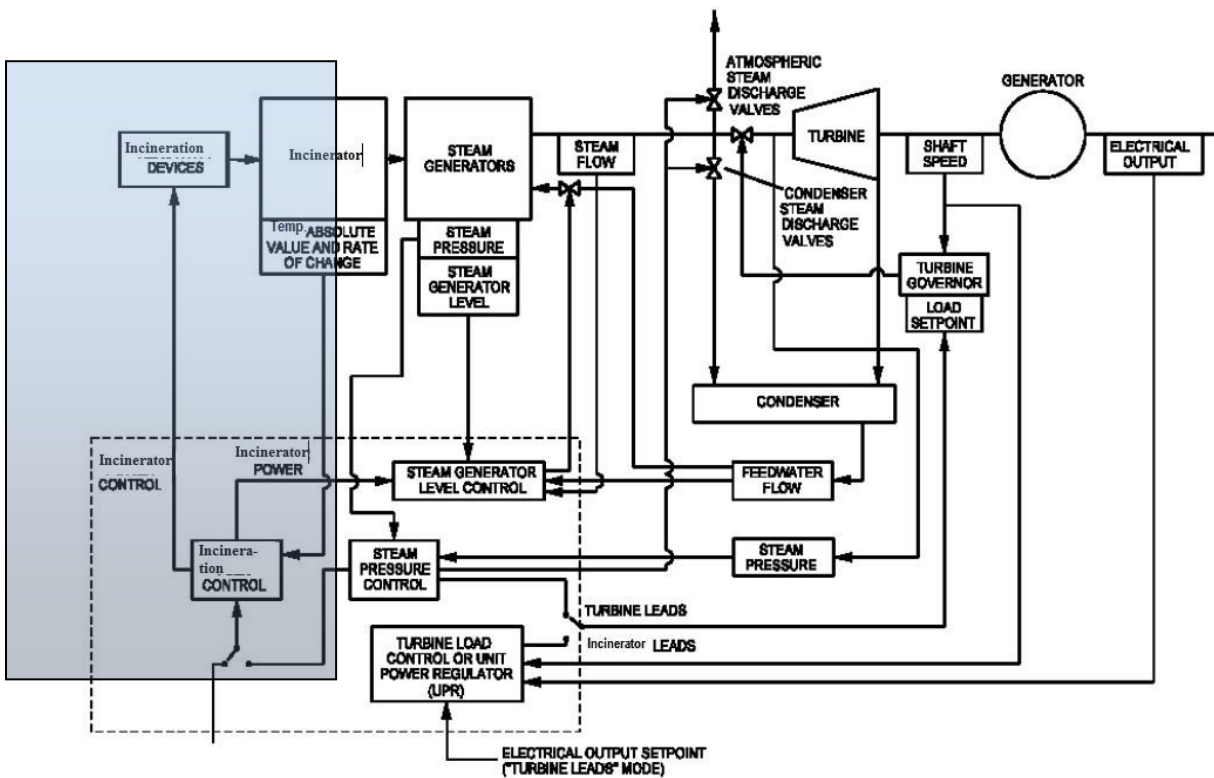 ATMOSPHERIC
STEAM
DISCHARGE
VALVES
GENERATOR
Incineration
DEVICES
Incinerator
STEAM
GENERATORS
STEAM
FLOW
TURBINE
SHAFT
SPEED
ELECTRICAL
OUTPUT
CONDENSER
STEAM
DISCHARGE
VALVES
Temp. ABSOLUTE
VALUE AND RATE
OF CHANGE
STEAM
PRESSURE
STEAM
GENERATOR
LEVEL
TURBINE
GOVERNOR
LOAD
SETPOINT
CONDENSER
Incinerator
CONTROL
Incinerator
POWER
STEAM GENERATOR
LEVEL CONTROL
FEEDWATER
FLOW
Incinera-
tion
CONTROL
STEAM
PRESSURE
CONTROL
STEAM
PRESSURE
TURBINE LEADS
Incinerator LEADS
TURBINE LOAD
CONTROL OR UNIT
POWER REGULATOR
(UPR)
ELECTRICAL OUTPUT SETPOINT
("TURBINE LEADS" MODE)